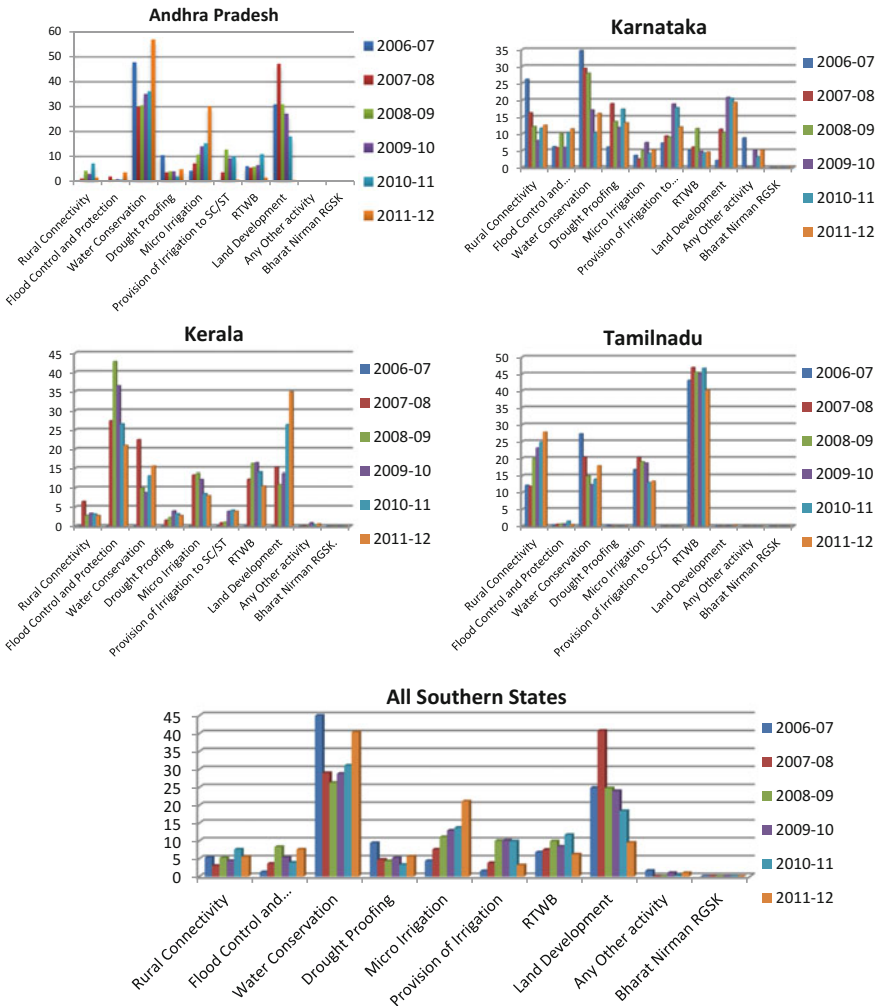 Andhra Pradesh
60
50
40
30
20
10
0
Rural Connectivity
Flood Control and Protection
Water Conservation
Drought Proofing
Micro Irrigation
Provision of Irrigation to SC/ST
RTWB
Land Development
Any Other activity
Bharat Nirman RGSK
2006-07
2007-08
2008-09
2009-10
2010-11
2011-12
Karnataka
35
30
25
20
15
10
5
0
Rural Connectivity
Flood Control and...
Water Conservation
Drought Proofing
Micro Irrigation
Provision of Irrigation to...
RTWB
Land Development
Any Other activity
Bharat Nirman RGSK
2006-07
2007-08
2008-09
2009-10
2010-11
2011-12
Kerala
45
40
35
30
25
20
15
10
5
0
Rural Connectivity
Flood Control and Protection
Water Conservation
Drought Proofing
Micro Irrigation
Provision of Irrigation to SC/ST
RTWB
Land Development
Any Other activity
Bharat Nirman RGSK.
2006-07
2007-08
2008-09
2009-10
2010-11
2011-12
Tamilnadu
50
45
40
35
30
25
20
15
10
5
0
Rural Connectivity
Flood Control and Protection
Water Conservation
Drought Proofing
Micro Irrigation
Provision of Irrigation to SC/ST
RTWB
Land Development
Any Other activity
Bharat Nirman RGSK
2006-07
2007-08
2008-09
2009-10
2010-11
2011-12
All Southern States
45
40
35
30
25
20
15
10
5
0
Rural Connectivity
Flood Control and...
Water Conservation
Drought Proofing
Micro Irrigation
Provision of Irrigation
RTWB
Land Development
Any Other activity
Bharat Nirman RGSK
2006-07
2007-08
2008-09
2009-10
2010-11
2011-12